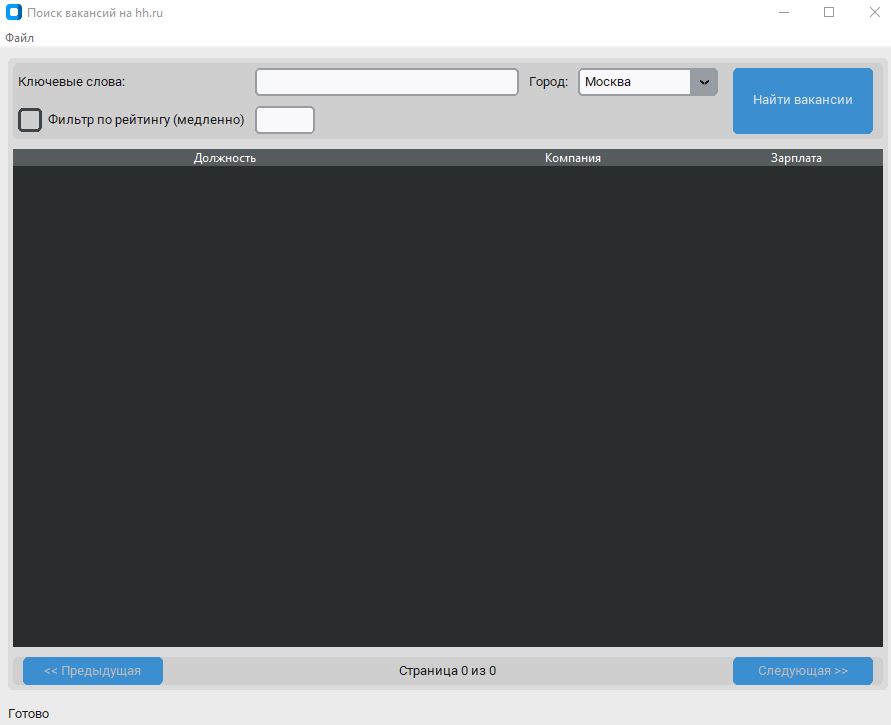 Поиск вакансий на hh.ru
Файл
Ключевые слова: Город: Москва
Найти вакансии
Фильтр по рейтингу (медленно)
Должность Компания Зарплата
<< Предыдущая Страница 0 из 0 Следующая >>
Готово